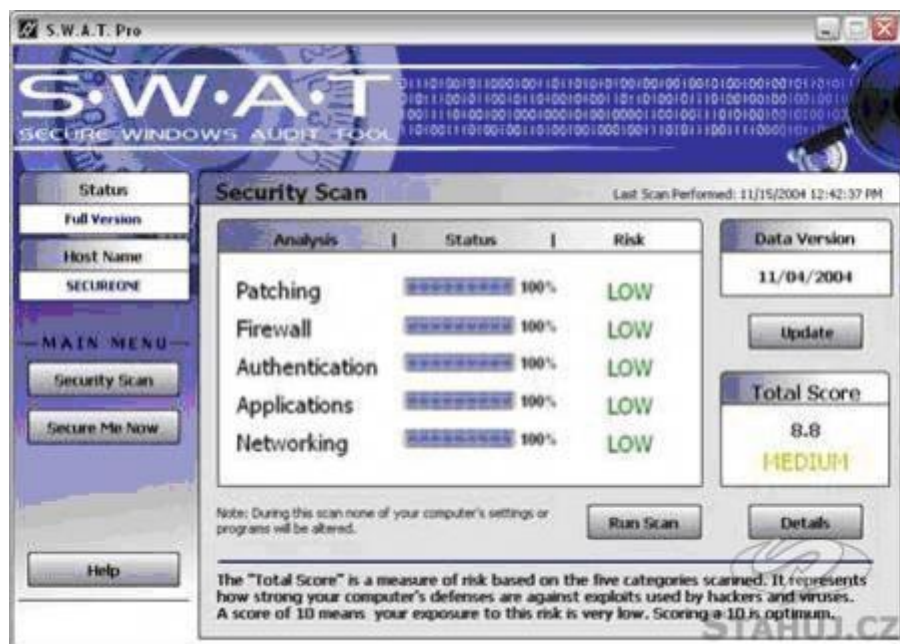 S.W.A.T. Pro
S·W·A·T
SECURE WINDOWS AUDIT TOOL
Status
Full Version
Host Name
SECUREONE
MAIN MENU
Security Scan
Secure Me Now
Help
Security Scan
Last Scan Performed: 11/15/2004 12:42:37 PM
Analysis | Status | Risk
Patching 100% LOW
Firewall 100% LOW
Authentication 100% LOW
Applications 100% LOW
Networking 100% LOW
Data Version
11/04/2004
Update
Total Score
8.8
MEDIUM
Note: During this scan none of your computer's settings or
programs will be altered.
Run Scan
Details
The "Total Score" is a measure of risk based on the five categories scanned. It represents
how strong your computer's defenses are against exploits used by hackers and viruses.
A score of 10 means your exposure to this risk is very low. Scoring a 10 is optimum.
STAHUJ.CZ